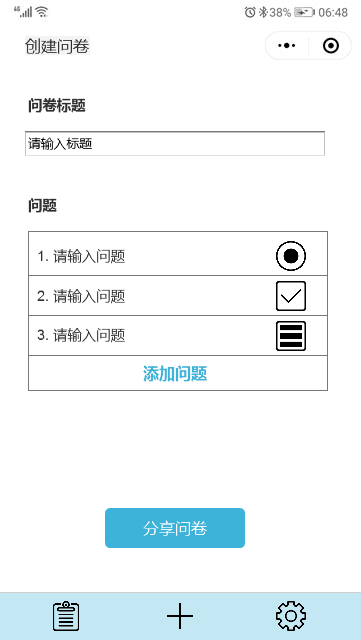 38% 06:48
创建问卷
问卷标题
请输入标题
问题
1. 请输入问题
2. 请输入问题
3. 请输入问题
添加问题
分享问卷